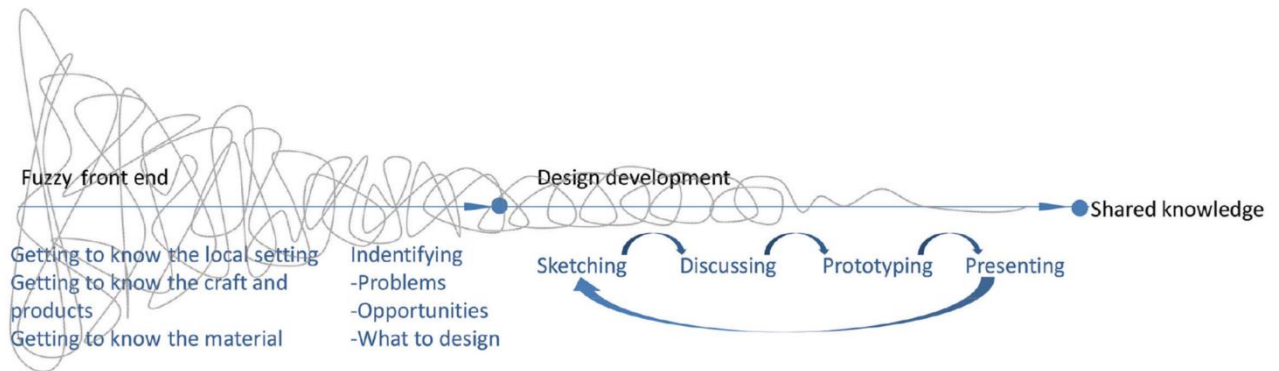 Fuzzy front end
Design development
Shared knowledge
Getting to know the local setting
Getting to know the craft and
products
Getting to know the material
Indentifying
-Problems
-Opportunities
-What to design
Sketching
Discussing
Prototyping
Presenting